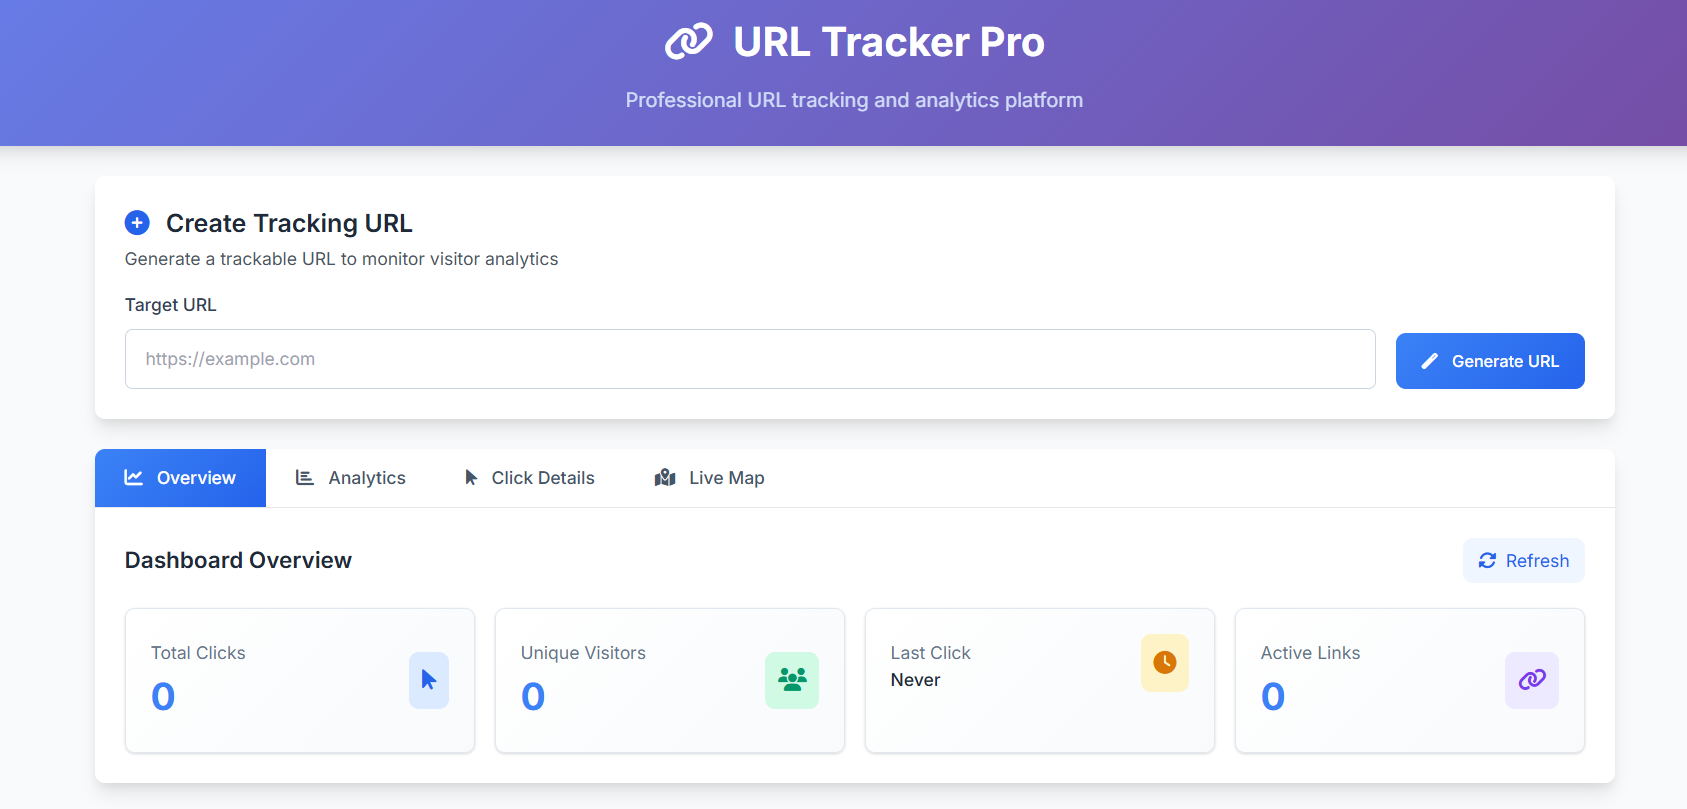 URL Tracker Pro
Professional URL tracking and analytics platform
Create Tracking URL
Generate a trackable URL to monitor visitor analytics
Target URL
https://example.com
Generate URL
Overview
Analytics
Click Details
Live Map
Dashboard Overview
Refresh
Total Clicks
0
Unique Visitors
0
Last Click
Never
Active Links
0